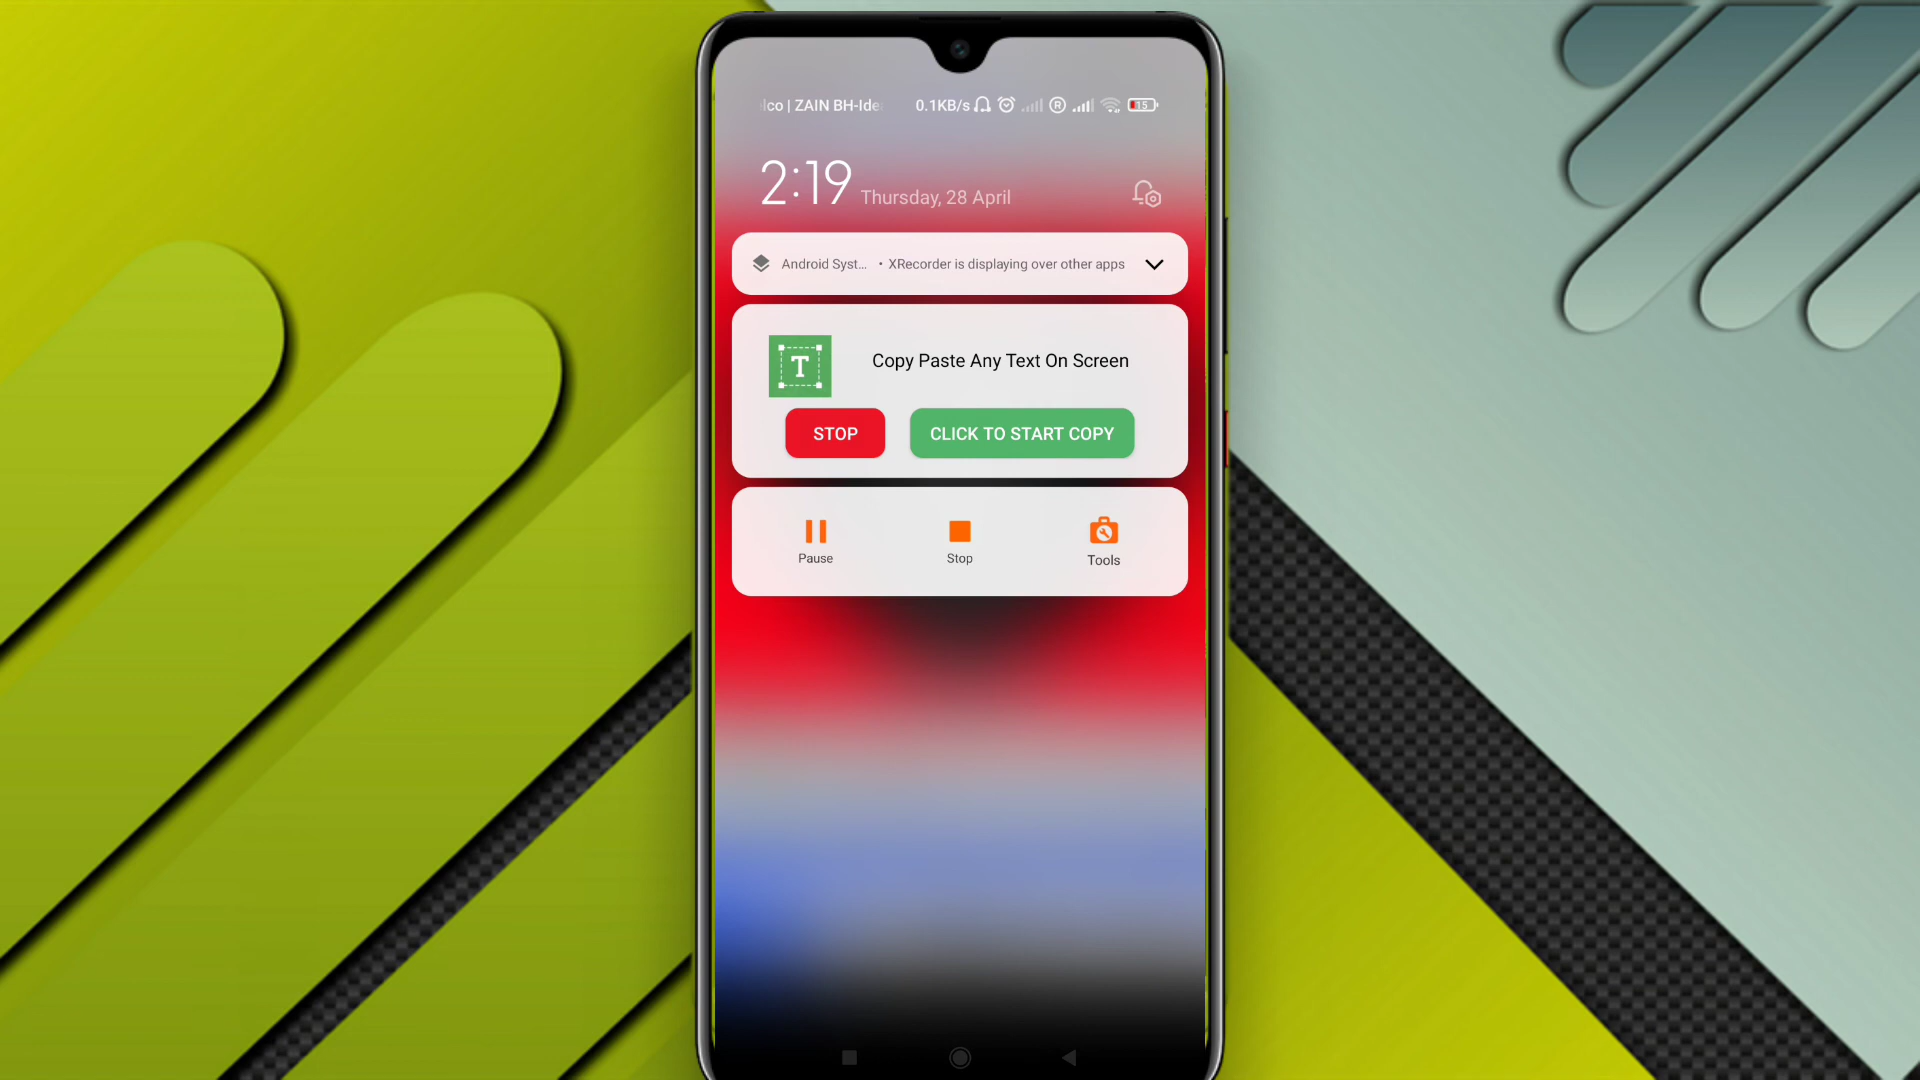 lco | ZAIN BH-Ide 0.1KB/s R 15
2:19 Thursday, 28 April
Android Syst... • XRecorder is displaying over other apps
T
Copy Paste Any Text On Screen
STOP CLICK TO START COPY
Pause Stop Tools